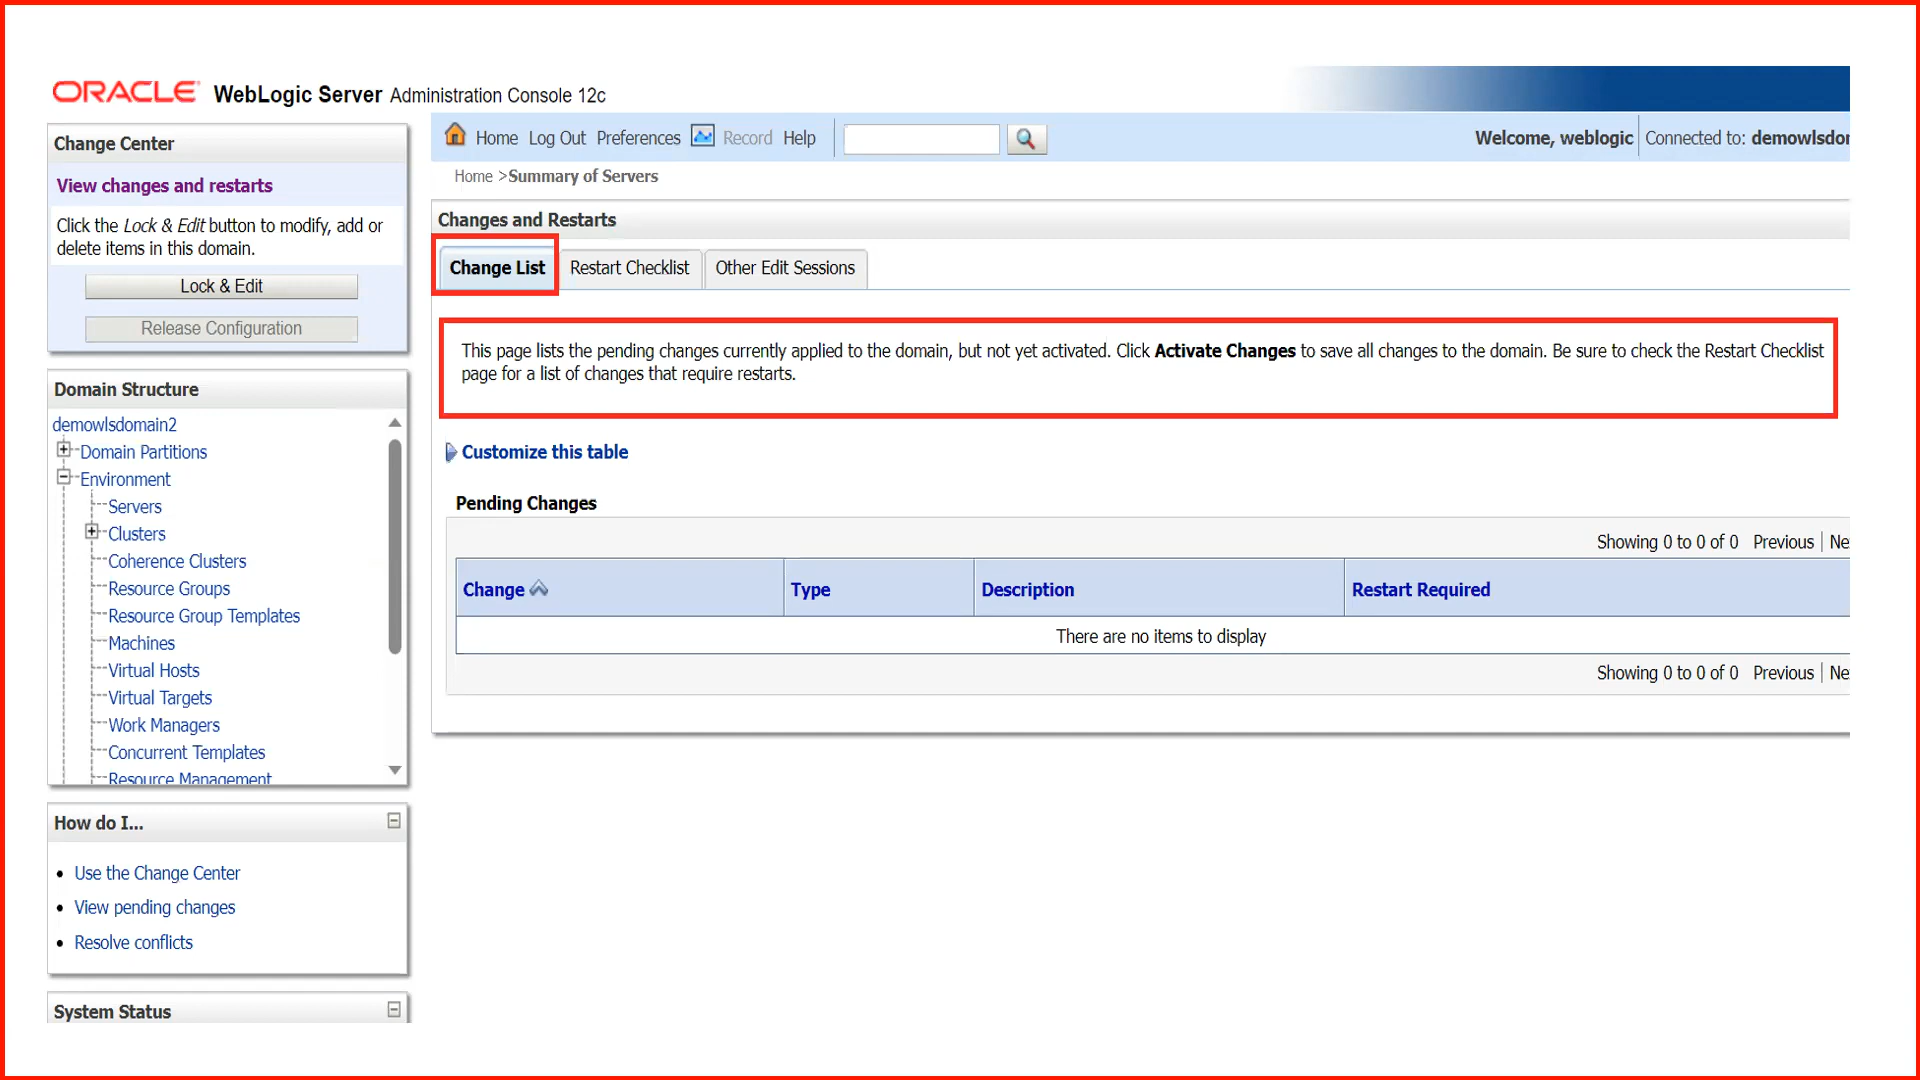 ORACLE WebLogic Server Administration Console 12c
Change Center
View changes and restarts
Click the Lock & Edit button to modify, add or
delete items in this domain.
Lock & Edit
Release Configuration
Domain Structure
demowlsdomain2
Domain Partitions
Environment
Servers
Clusters
Coherence Clusters
Resource Groups
Resource Group Templates
Machines
Virtual Hosts
Virtual Targets
Work Managers
Concurrent Templates
Resource Management
How do I...
Use the Change Center
View pending changes
Resolve conflicts
System Status
Home Log Out Preferences Record Help
Welcome, weblogic Connected to: demowlsdor
Home >Summary of Servers
Changes and Restarts
Change List Restart Checklist Other Edit Sessions
This page lists the pending changes currently applied to the domain, but not yet activated. Click Activate Changes to save all changes to the domain. Be sure to check the Restart Checklist
page for a list of changes that require restarts.
Customize this table
Pending Changes
Showing 0 to 0 of 0 Previous Ne
Change Type Description Restart Required
There are no items to display
Showing 0 to 0 of 0 Previous Ne